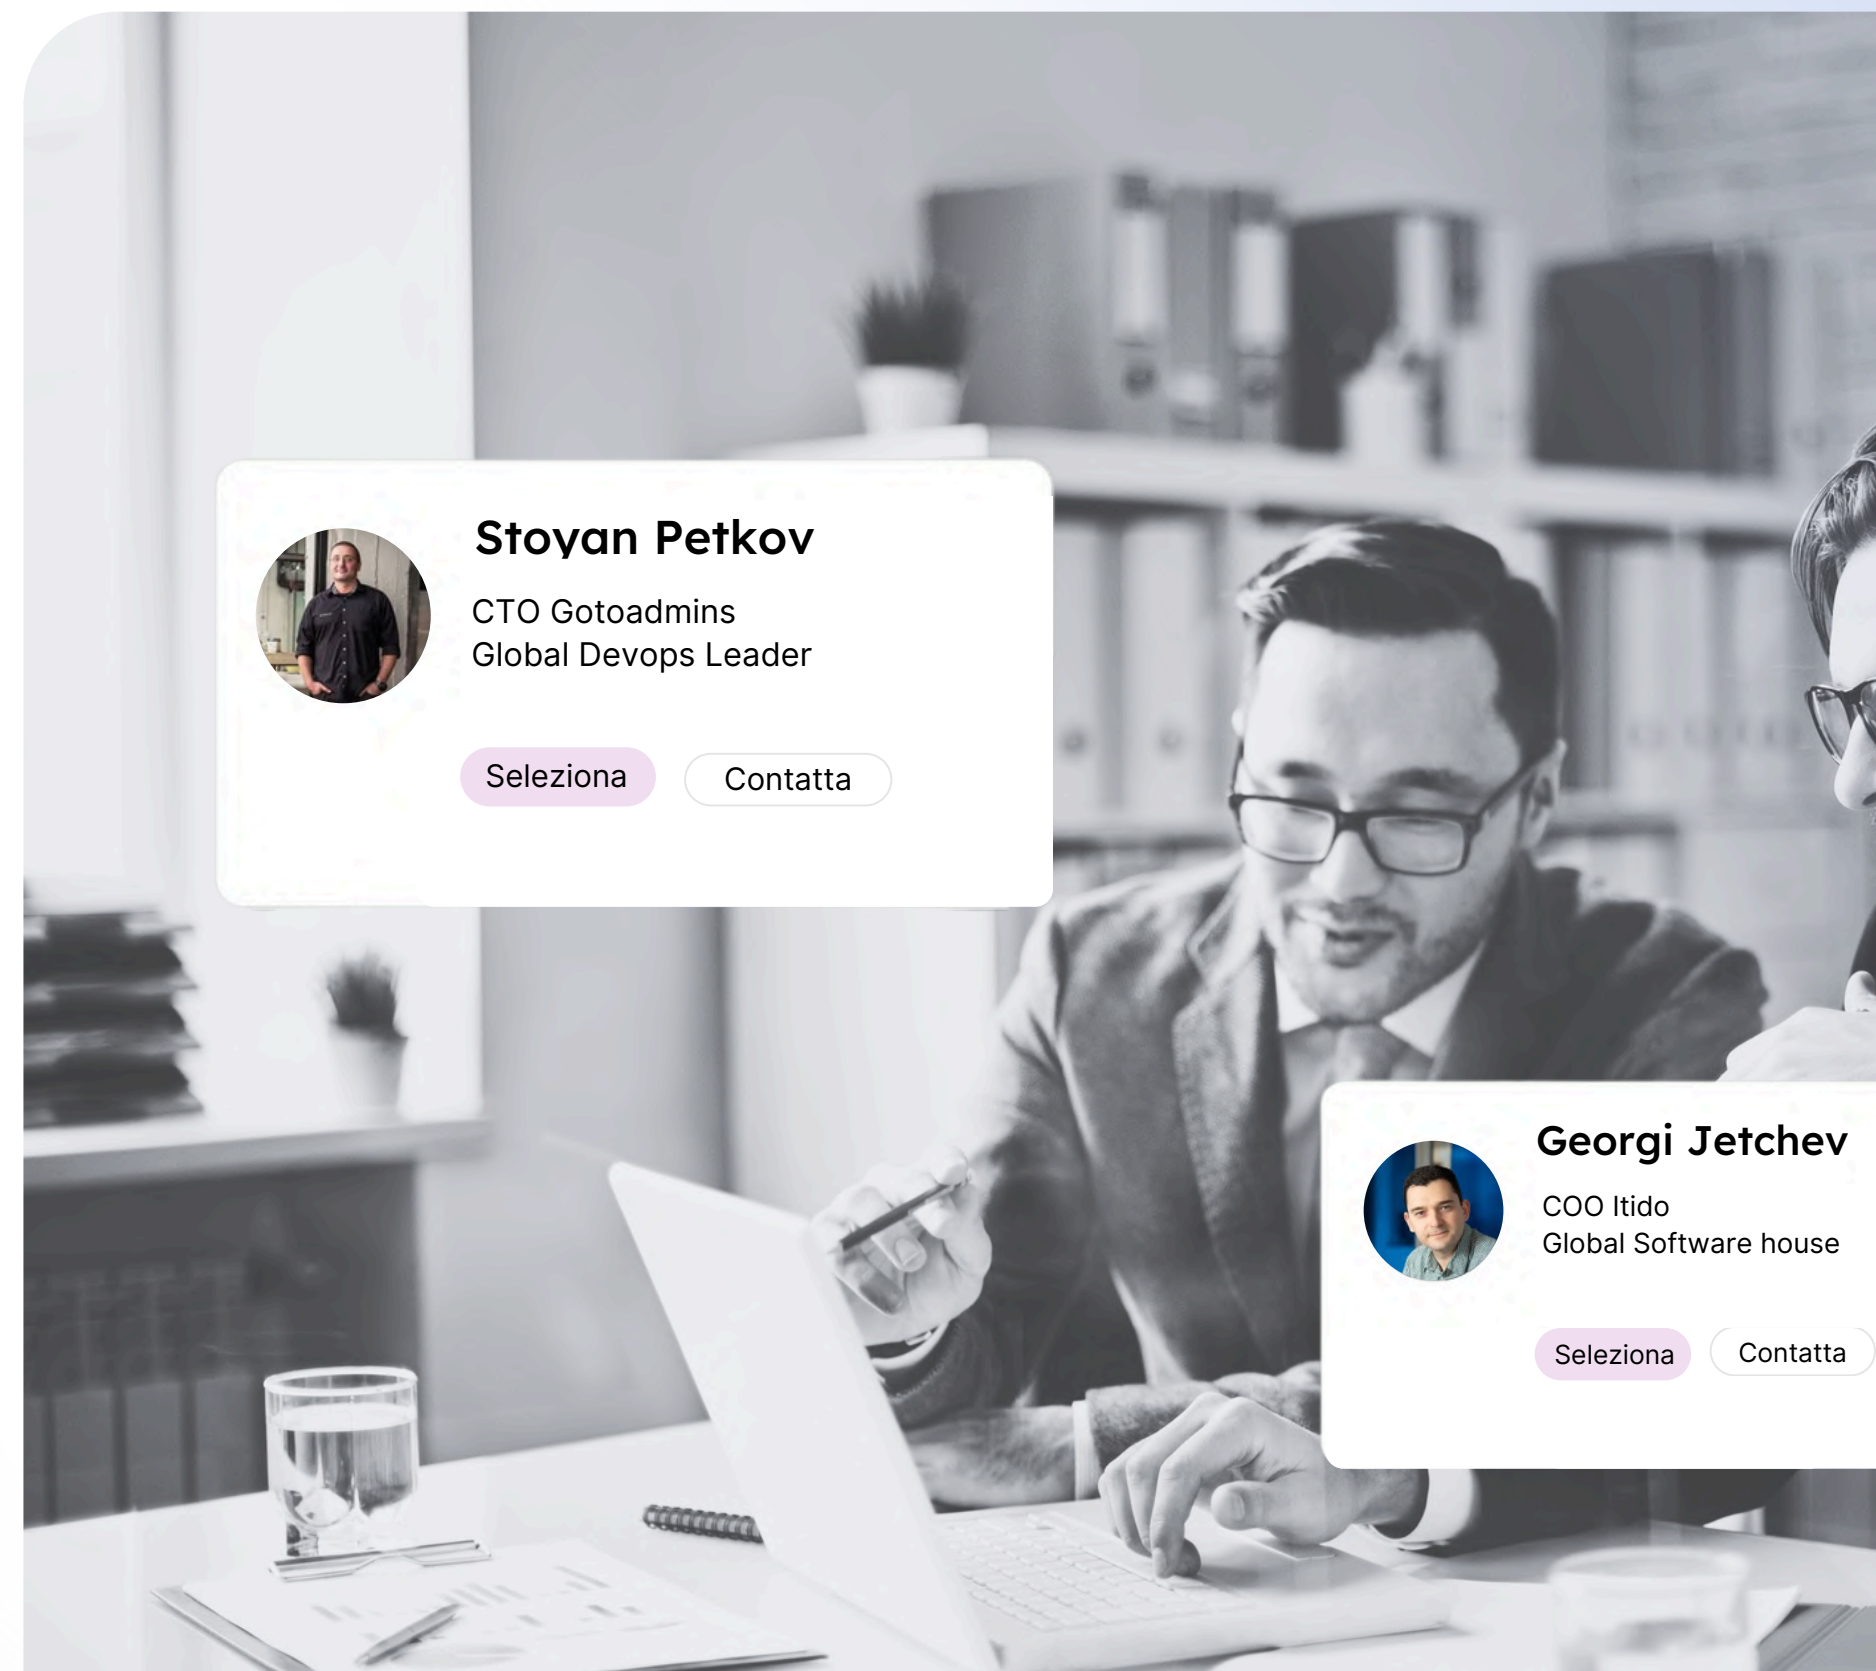 Stoyan Petkov
CTO Gotoadmins
Global Devops Leader
Seleziona
Contatta
Georgi Jetchev
COO Itido
Global Software house
Seleziona
Contatta